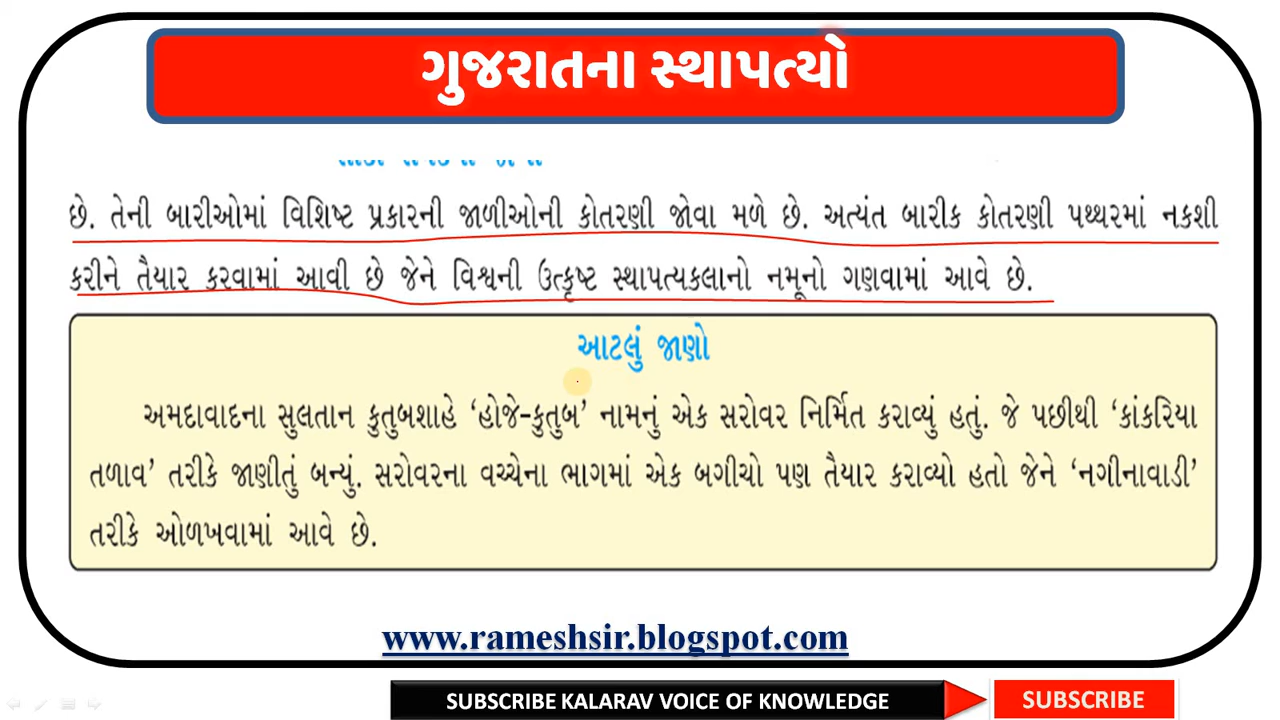 ગુજરાતના સ્થાપત્યો
છે. તેની બારીઓમાં વિશિષ્ટ પ્રકારની જાળીઓની કોતરણી જોવા મળે છે. અત્યંત બારીક કોતરણી પથ્થરમાં નકશી
કરીને તૈયાર કરવામાં આવી છે જેને વિશ્વની ઉત્કૃષ્ટ સ્થાપત્યકલાનો નમૂનો ગણવામાં આવે છે.
આટલું જાણો
અમદાવાદના સુલતાન કુતુબશાહે ‘હોજે-કુતુબ’ નામનું એક સરોવર નિર્મિત કરાવ્યું હતું. જે પછીથી ‘કાંકરિયા
તળાવ’ તરીકે જાણીતું બન્યું. સરોવરના વચ્ચેના ભાગમાં એક બગીચો પણ તૈયાર કરાવ્યો હતો જેને ‘નગીનાવાડી’
તરીકે ઓળખવામાં આવે છે.
www.rameshsir.blogspot.com
SUBSCRIBE KALARAV VOICE OF KNOWLEDGE
SUBSCRIBE